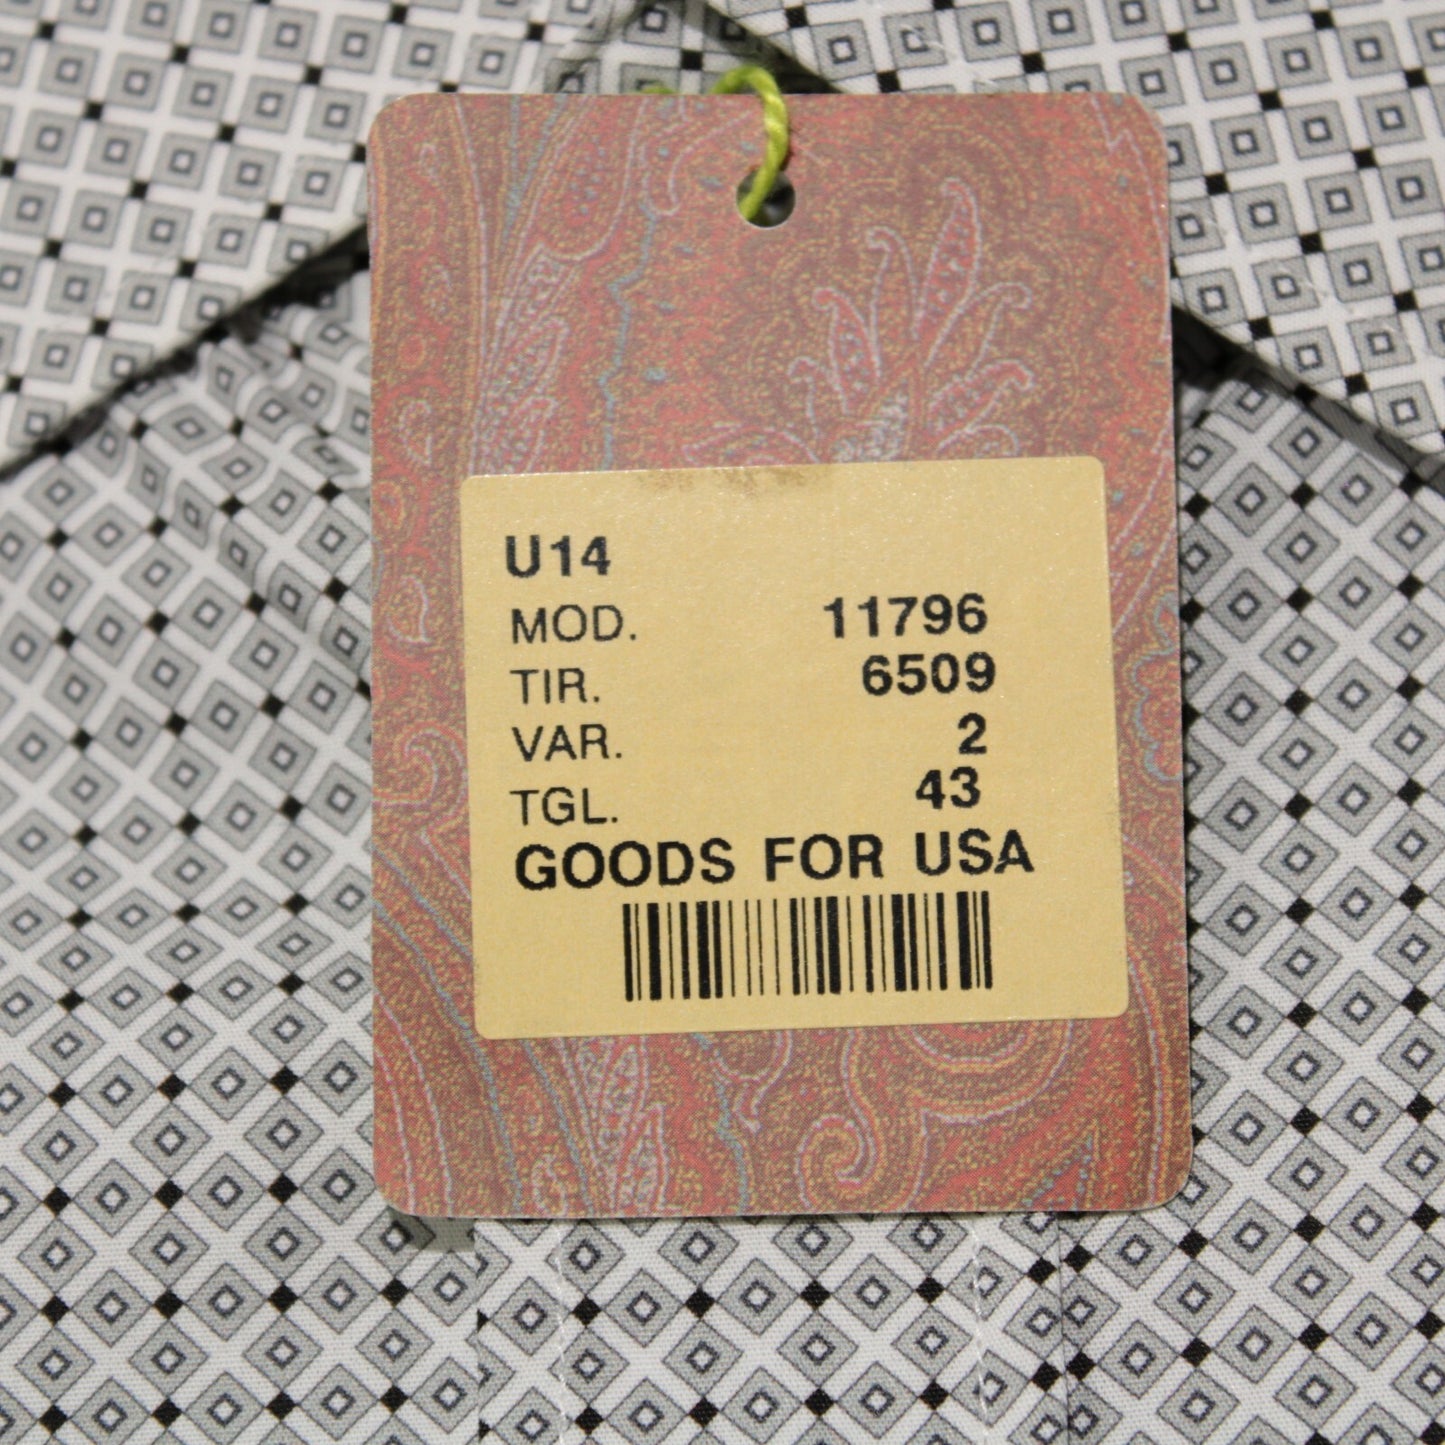 U14
MOD. 11796
TIR. 6509
VAR. 2
TGL. 43
GOODS FOR USA